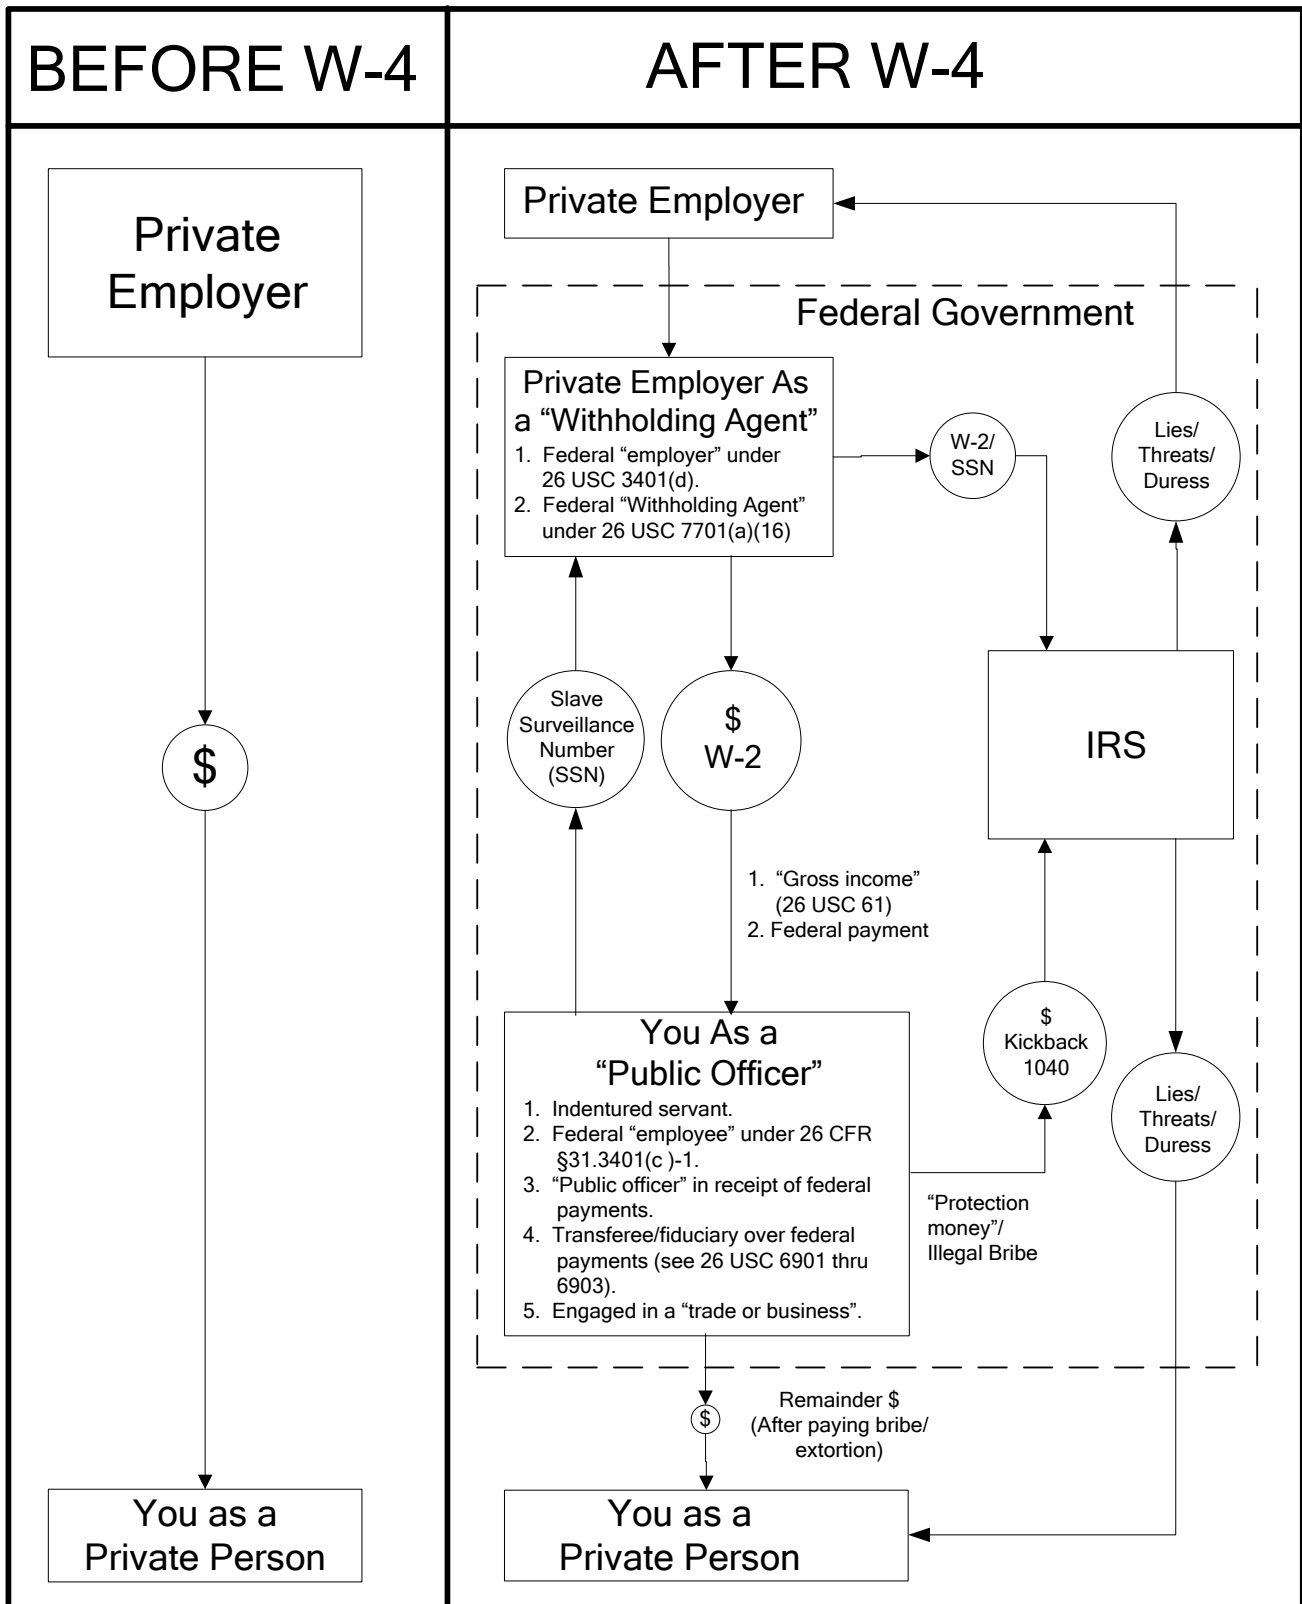 BEFORE W-4
AFTER W-4
Private
Employer
$
You as a
Private Person
Private Employer
Federal Government
Private Employer As
a “Withholding Agent”
1. Federal “employer” under
26 USC 3401(d).
2. Federal “Withholding Agent”
under 26 USC 7701(a)(16)
W-2/
SSN
Lies/
Threats/
Duress
Slave
Surveillance
Number
(SSN)
$
W-2
IRS
1. “Gross income”
(26 USC 61)
2. Federal payment
You As a
“Public Officer”
1. Indentured servant.
2. Federal “employee” under 26 CFR
§31.3401(c )-1.
3. “Public officer” in receipt of federal
payments.
4. Transferee/fiduciary over federal
payments (see 26 USC 6901 thru
6903).
5. Engaged in a “trade or business”.
$
Kickback
1040
Lies/
Threats/
Duress
“Protection
money”/
Illegal Bribe
$
Remainder $
(After paying bribe/
extortion)
You as a
Private Person